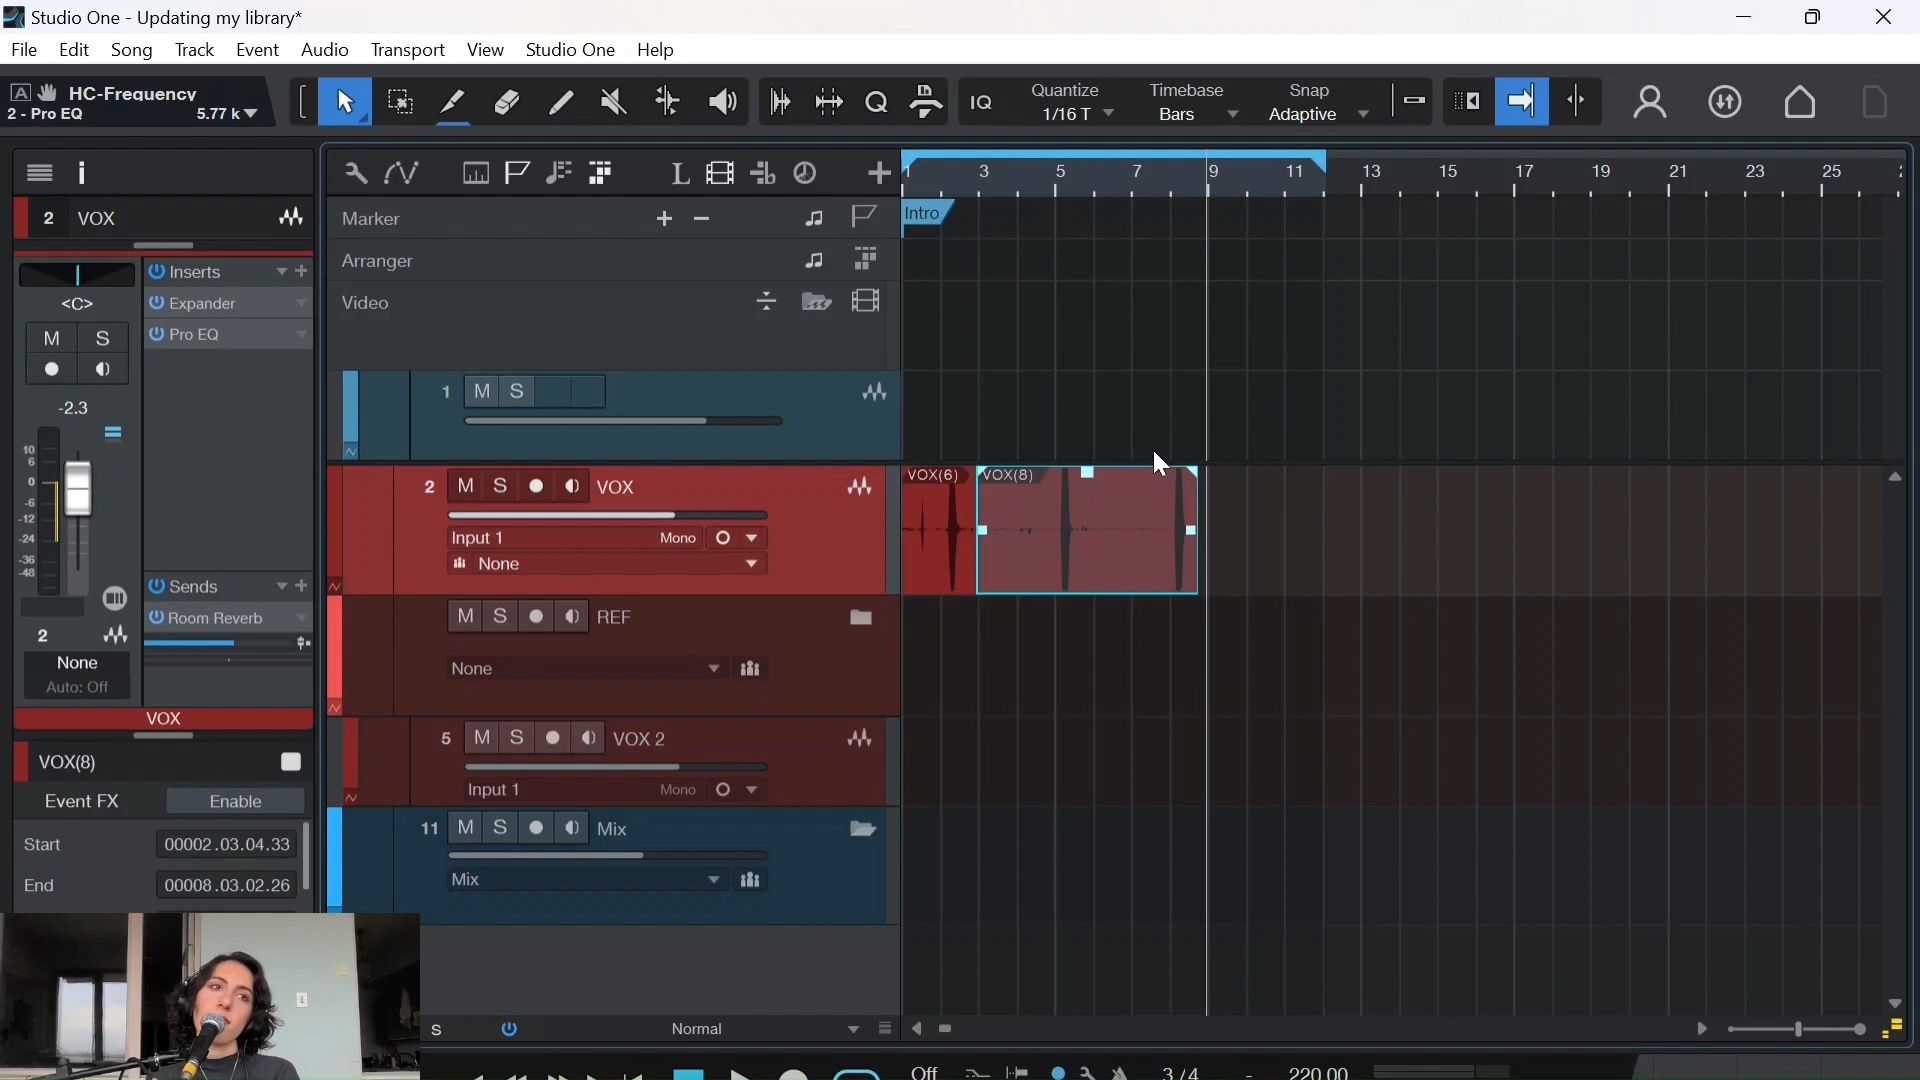 Studio One - Updating my library*
File Edit Song Track Event Audio Transport View Studio One Help
A HC-Frequency
2 - Pro EQ 5.77 k
IQ
Quantize
1/16 T
Timebase
Bars
Snap
Adaptive
2 VOX
Inserts
Expander
Pro EQ
<C>
M S
-2.3
10
6
0
-6
-12
-24
-36
-48
Sends
Room Reverb
2
None
Auto: Off
VOX
VOX(8)
Event FX Enable
Start 00002.03.04.33
End 00008.03.02.26
L
1 3 5 7 9 11 13 15 17 19 21 23 25
Marker
Intro
Arranger
Video
1 M S
2 M S VOX
Input 1 Mono
None
VOX(6) VOX(8)
M S REF
None
5 M S VOX 2
Input 1 Mono
11 M S Mix
Mix
S Normal
Off 3 / 4 - 220.00